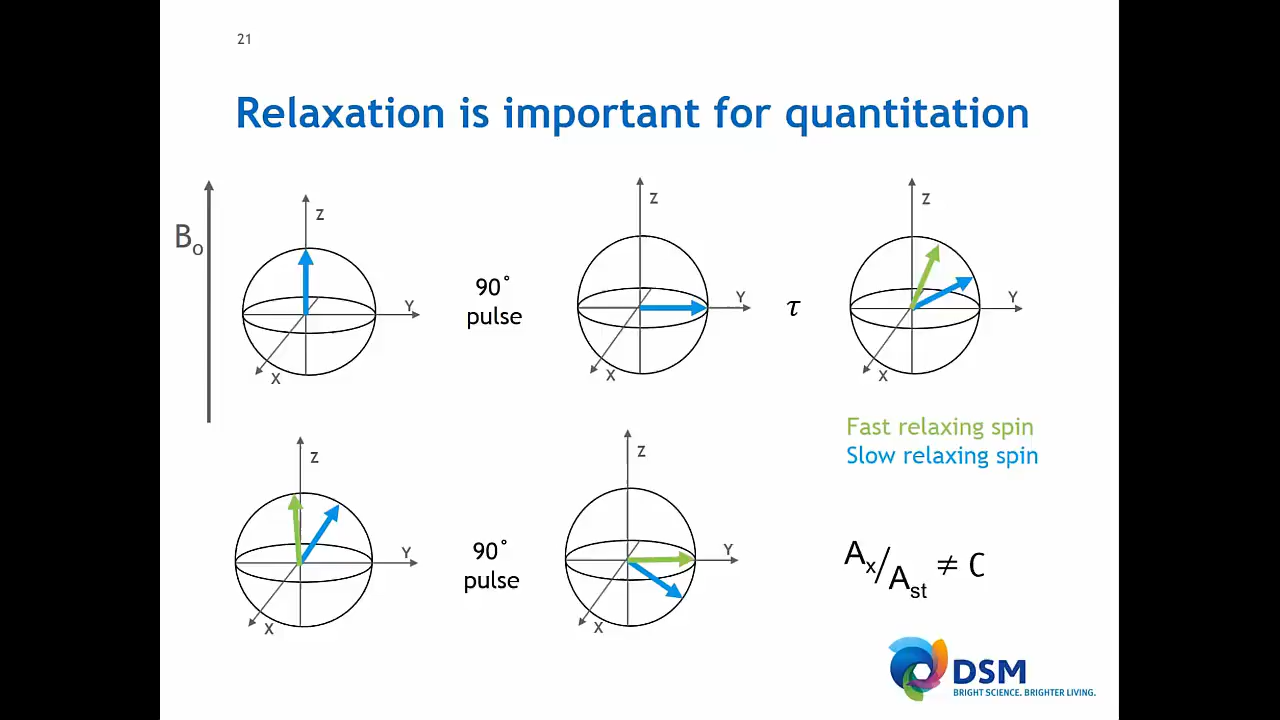 21
Relaxation is important for quantitation
B₀
Z
Y
X
90°
pulse
Z
Y
X
τ
Z
Y
X
Fast relaxing spin
Slow relaxing spin
Z
Y
X
90°
pulse
Z
Y
X
Aₓ/Aₛₜ ≠ C
DSM
BRIGHT SCIENCE. BRIGHTER LIVING.